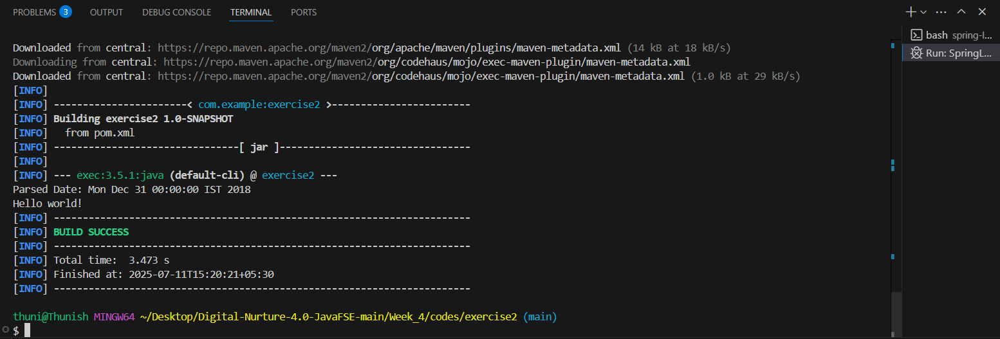 PROBLEMS 3 OUTPUT DEBUG CONSOLE TERMINAL PORTS
Downloaded from central: https://repo.maven.apache.org/maven2/org/apache/maven/plugins/maven-metadata.xml (14 kB at 18 kB/s)
Downloading from central: https://repo.maven.apache.org/maven2/org/codehaus/mojo/exec-maven-plugin/maven-metadata.xml
Downloaded from central: https://repo.maven.apache.org/maven2/org/codehaus/mojo/exec-maven-plugin/maven-metadata.xml (1.0 kB at 29 kB/s)
[INFO]
[INFO] -----------------------< com.example:exercise2 >------------------------
[INFO] Building exercise2 1.0-SNAPSHOT
[INFO]   from pom.xml
[INFO] --------------------------------[ jar ]---------------------------------
[INFO]
[INFO] --- exec:3.5.1:java (default-cli) @ exercise2 ---
Parsed Date: Mon Dec 31 00:00:00 IST 2018
Hello world!
[INFO] ------------------------------------------------------------------------
[INFO] BUILD SUCCESS
[INFO] ------------------------------------------------------------------------
[INFO] Total time:  3.473 s
[INFO] Finished at: 2025-07-11T15:20:21+05:30
[INFO] ------------------------------------------------------------------------
thuni@Thunish MINGW64 ~/Desktop/Digital-Nurture-4.0-JavaFSE-main/Week_4/codes/exercise2 (main)
$
bash spring-l...
Run: SpringL...